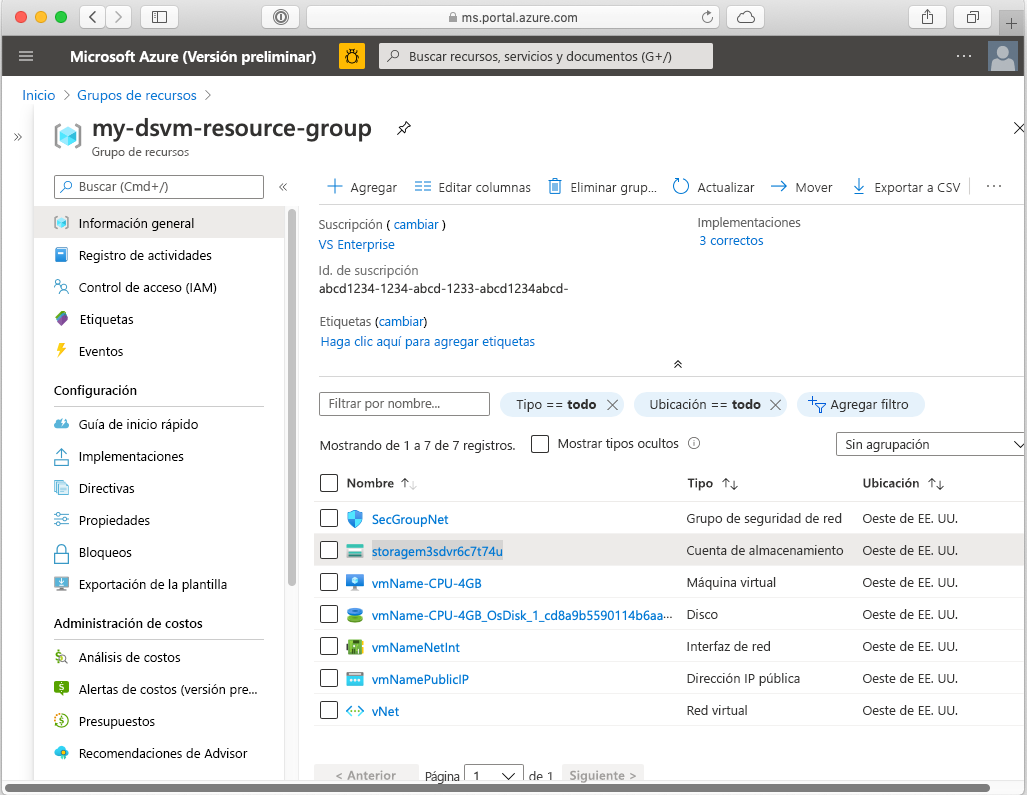 ms.portal.azure.com
Microsoft Azure (Versión preliminar)
Buscar recursos, servicios y documentos (G+/)
Inicio > Grupos de recursos >
my-dsvm-resource-group
Grupo de recursos
Buscar (Cmd+/)
Información general
Registro de actividades
Control de acceso (IAM)
Etiquetas
Eventos
Configuración
Guía de inicio rápido
Implementaciones
Directivas
Propiedades
Bloqueos
Exportación de la plantilla
Administración de costos
Análisis de costos
Alertas de costos (versión pre...
Presupuestos
Recomendaciones de Advisor
Agregar Editar columnas Eliminar grup... Actualizar Mover Exportar a CSV ...
Suscripción ( cambiar )
VS Enterprise
Implementaciones
3 correctos
Id. de suscripción
abcd1234-1234-abcd-1233-abcd1234abcd-
Etiquetas (cambiar)
Haga clic aquí para agregar etiquetas
Filtrar por nombre... Tipo == todo Ubicación == todo Agregar filtro
Mostrando de 1 a 7 de 7 registros. Mostrar tipos ocultos Sin agrupación
Nombre Tipo Ubicación
SecGroupNet Grupo de seguridad de red Oeste de EE. UU.
storagem3sdvr6c7t74u Cuenta de almacenamiento Oeste de EE. UU.
vmName-CPU-4GB Máquina virtual Oeste de EE. UU.
vmName-CPU-4GB_OsDisk_1_cd8a9b5590114b6aa... Disco Oeste de EE. UU.
vmNameNetInt Interfaz de red Oeste de EE. UU.
vmNamePublicIP Dirección IP pública Oeste de EE. UU.
vNet Red virtual Oeste de EE. UU.
< Anterior Página 1 de 1 Siguiente >